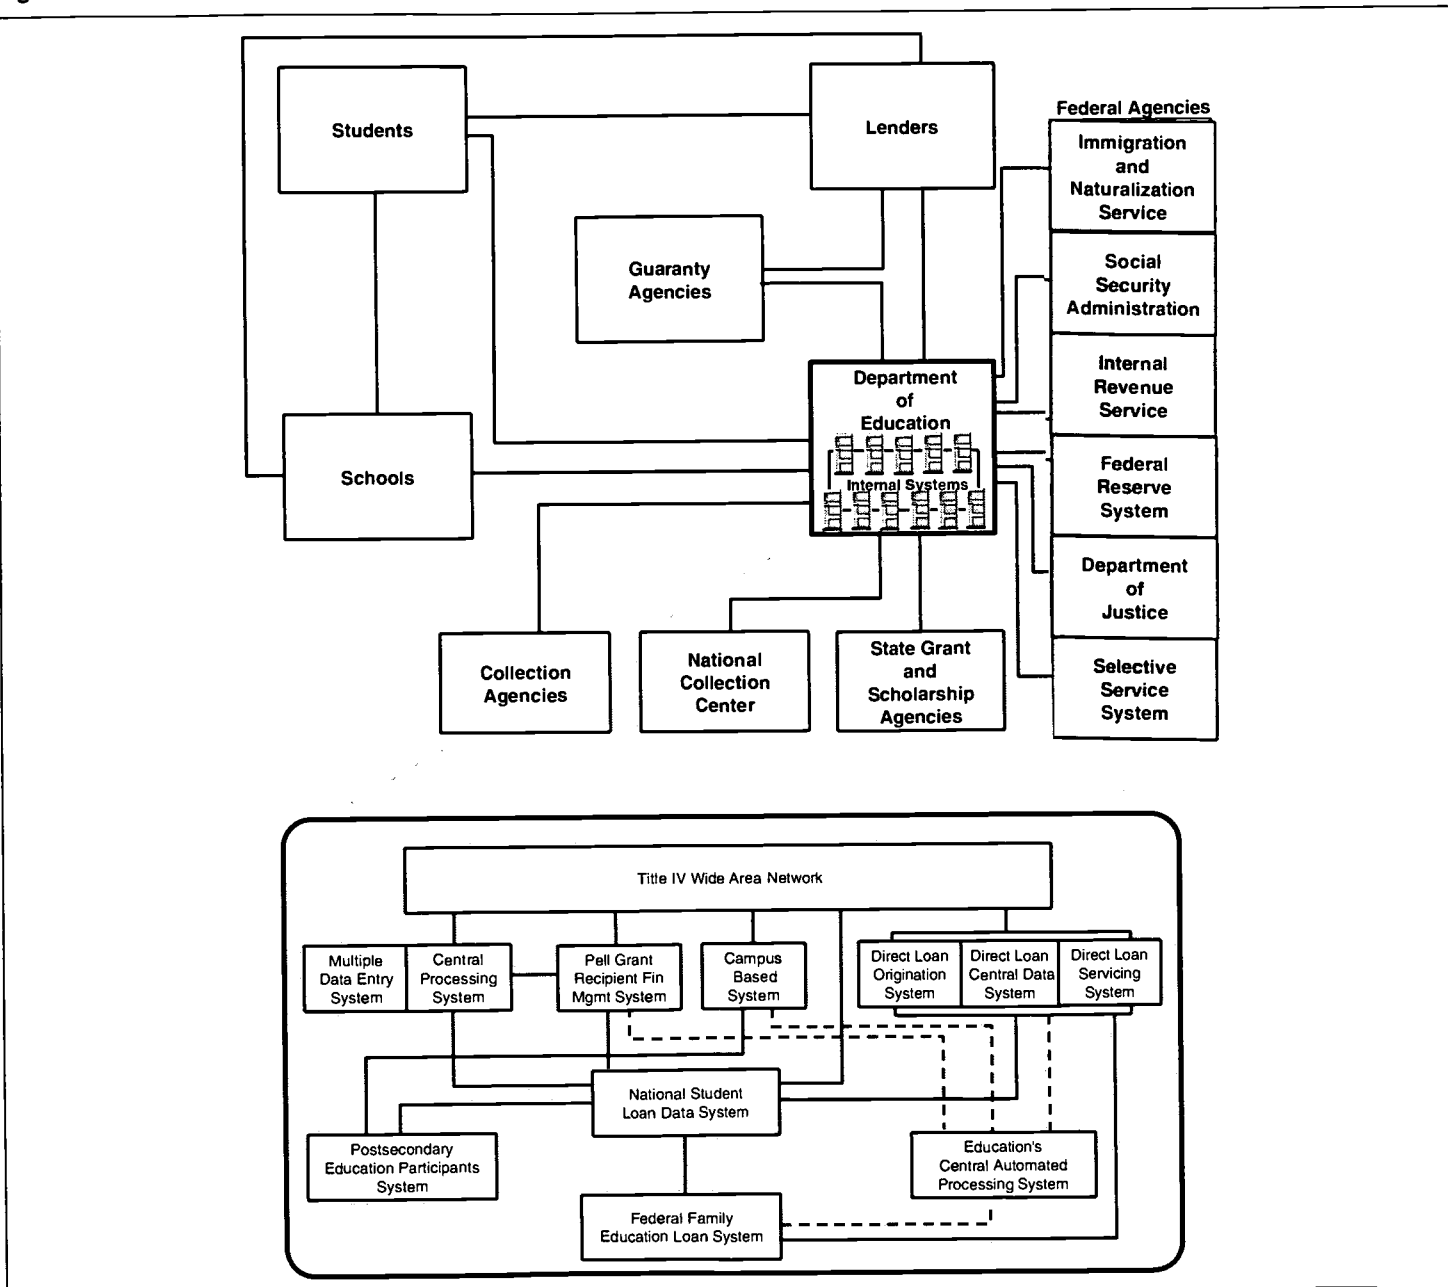 Students
Lenders
Federal Agencies
Immigration
and
Naturalization
Service
Guaranty
Agencies
Social
Security
Administration
Department
of
Education
Internal Systems
Internal
Revenue
Service
Schools
Federal
Reserve
System
Department
of
Justice
Collection
Agencies
National
Collection
Center
State Grant
and
Scholarship
Agencies
Selective
Service
System
Title IV Wide Area Network
Multiple
Data Entry
System
Central
Processing
System
Pell Grant
Recipient Fin
Mgmt System
Campus
Based
System
Direct Loan
Origination
System
Direct Loan
Central Data
System
Direct Loan
Servicing
System
National Student
Loan Data System
Postsecondary
Education Participants
System
Education's
Central Automated
Processing System
Federal Family
Education Loan System